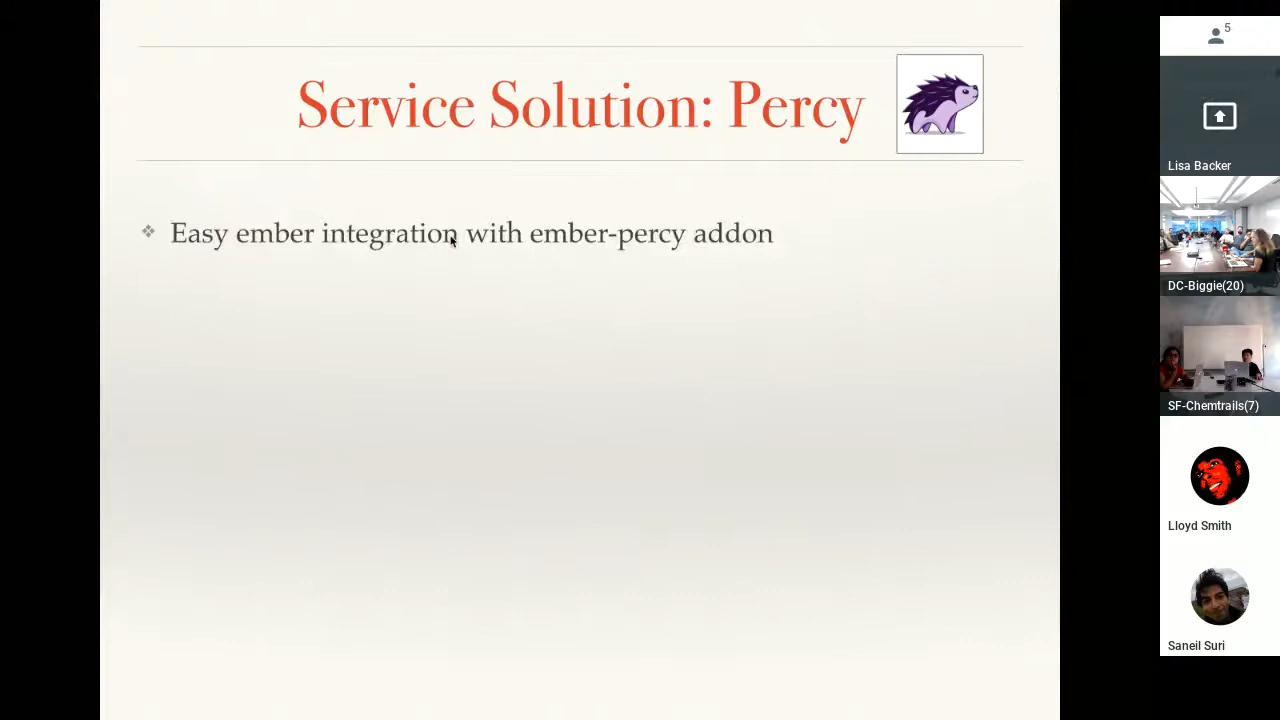 Service Solution: Percy
Easy ember integration with ember-percy addon
5
Lisa Backer
DC-Biggie(20)
SF-Chemtrails(7)
Lloyd Smith
Saneil Suri